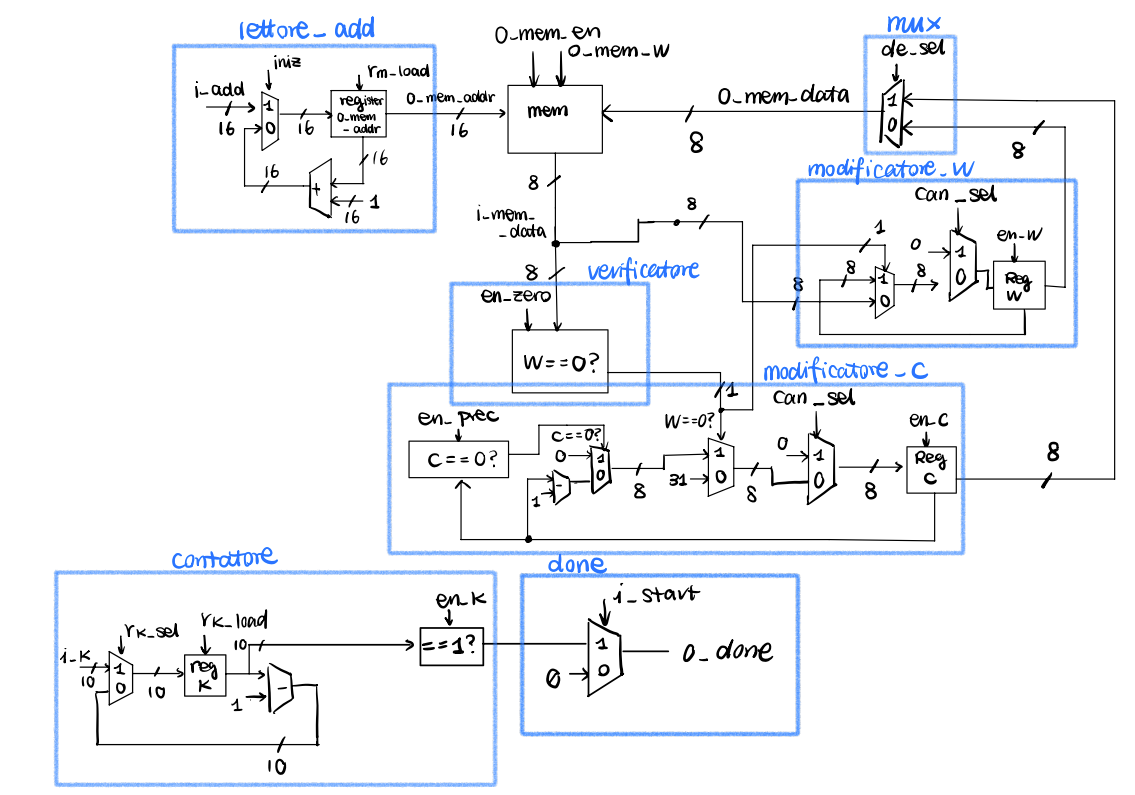 lettore_add
iniz
i_add
rm_load
16
1
0
16
register
o_mem
_addr
o_mem_addr
16
16
16
+
16
1
o_mem_en
o_mem_w
mem
8
i_mem_
_data
8
8
mux
de_sel
1
0
o_mem_data
8
8
modificatore_w
can_sel
en_w
1
0
1
0
8
8
1
0
8
Reg
W
verificatore
en_zero
W==0?
1
modificatore_c
en_prec
C==0?
C==0?
0
1
0
-
1
8
W==0?
1
31
0
8
can_sel
0
1
0
8
en_c
Reg
C
8
contatore
rk_sel
rk_load
i_k
10
1
0
10
reg
K
10
1
-
10
en_k
==1?
done
i_start
1
0
0
o_done